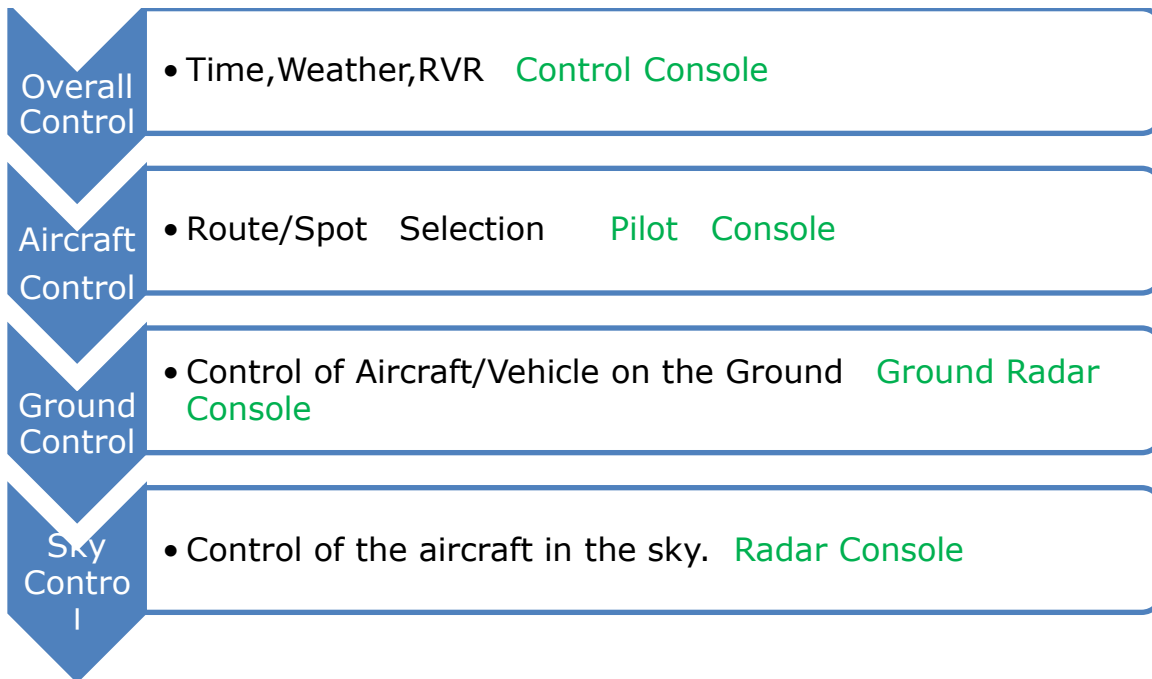 Overall
Control
• Time,Weather,RVR Control Console
Aircraft
Control
• Route/Spot Selection Pilot Console
Ground
Control
• Control of Aircraft/Vehicle on the Ground Ground Radar
Console
Sky
Contro
l
• Control of the aircraft in the sky. Radar Console